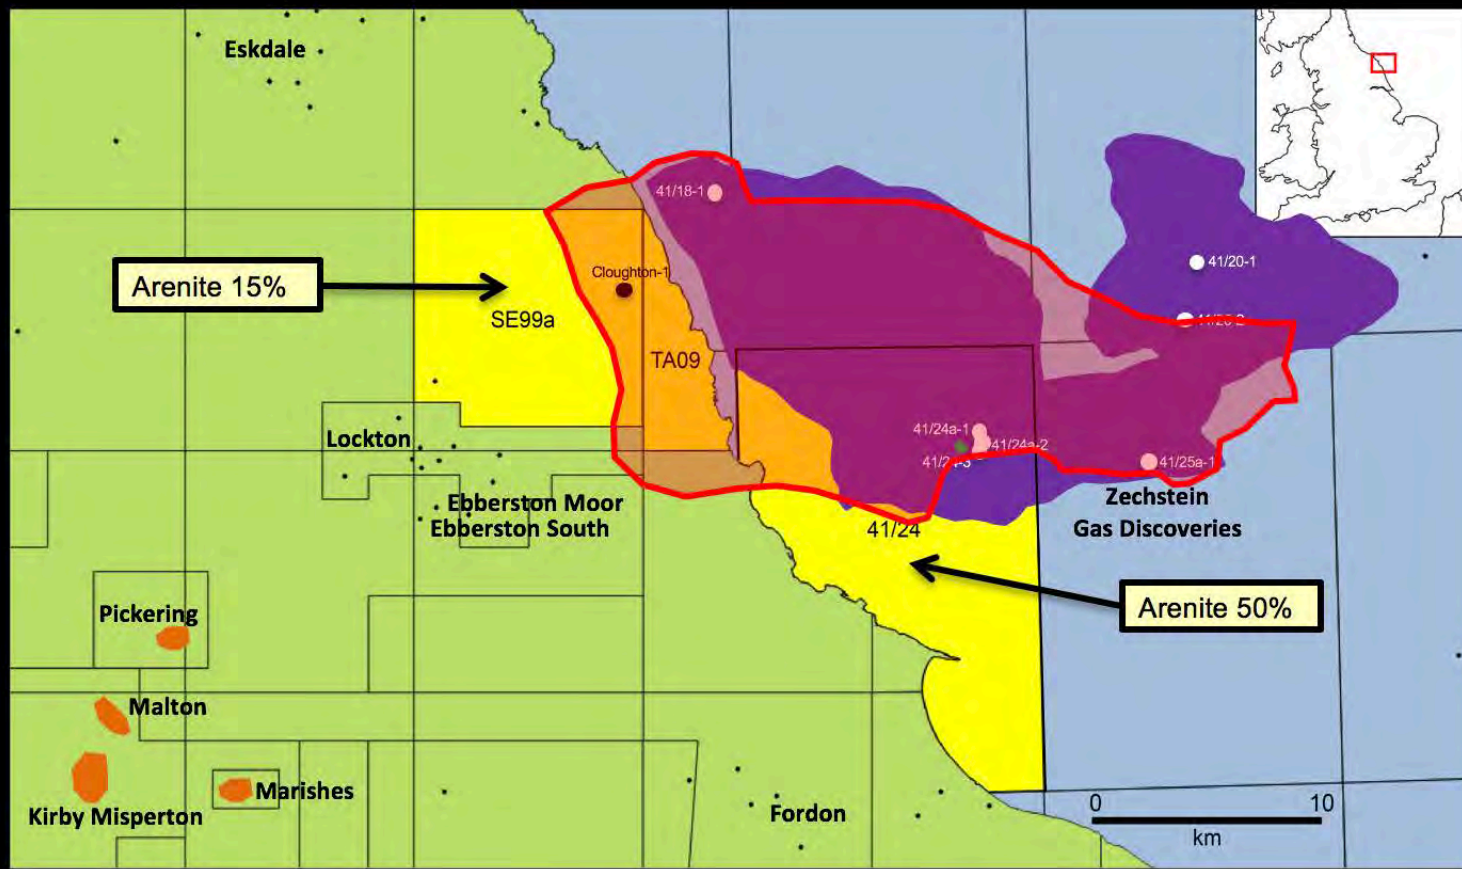 Eskdale
41/18-1
41/20-1
Arenite 15%
Cloughton-1
SE99a
TA09
Lockton
41/24a-1
41/24a-2
41/25a-1
Ebberston Moor
Ebberston South
Zechstein
Gas Discoveries
41/24
Pickering
Arenite 50%
Malton
Marishes
Kirby Misperton
Fordon
0 10
km